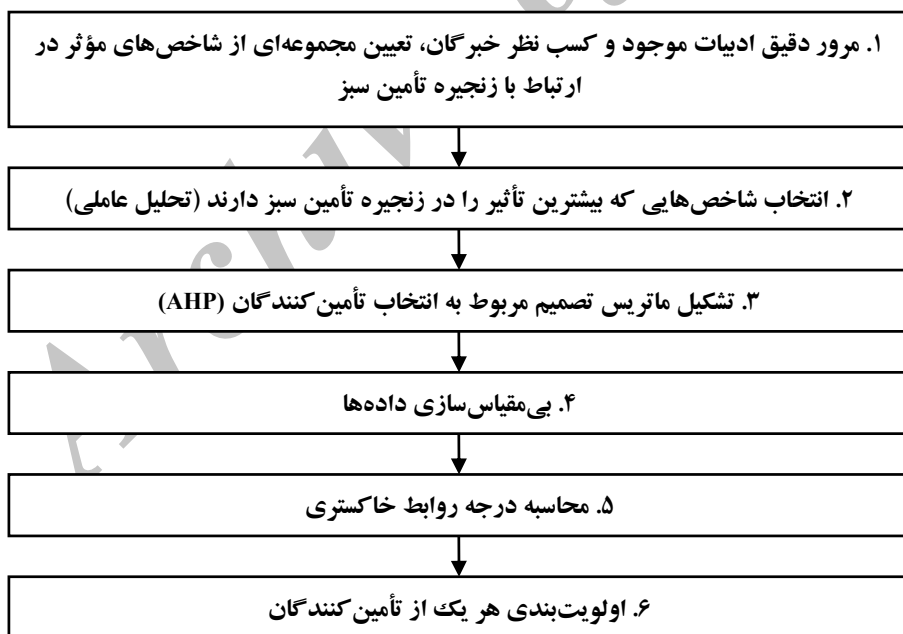 ۱. مرور دقیق ادبیات موجود و کسب نظر خبرگان، تعیین مجموعه‌ای از شاخص‌های مؤثر در
ارتباط با زنجیره تأمین سبز
۲. انتخاب شاخص‌هایی که بیشترین تأثیر را در زنجیره تأمین سبز دارند (تحلیل عاملی)
۳. تشکیل ماتریس تصمیم مربوط به انتخاب تأمین‌کنندگان (AHP)
۴. بی‌مقیاس‌سازی داده‌ها
۵. محاسبه درجه روابط خاکستری
۶. اولویت‌بندی هر یک از تأمین‌کنندگان